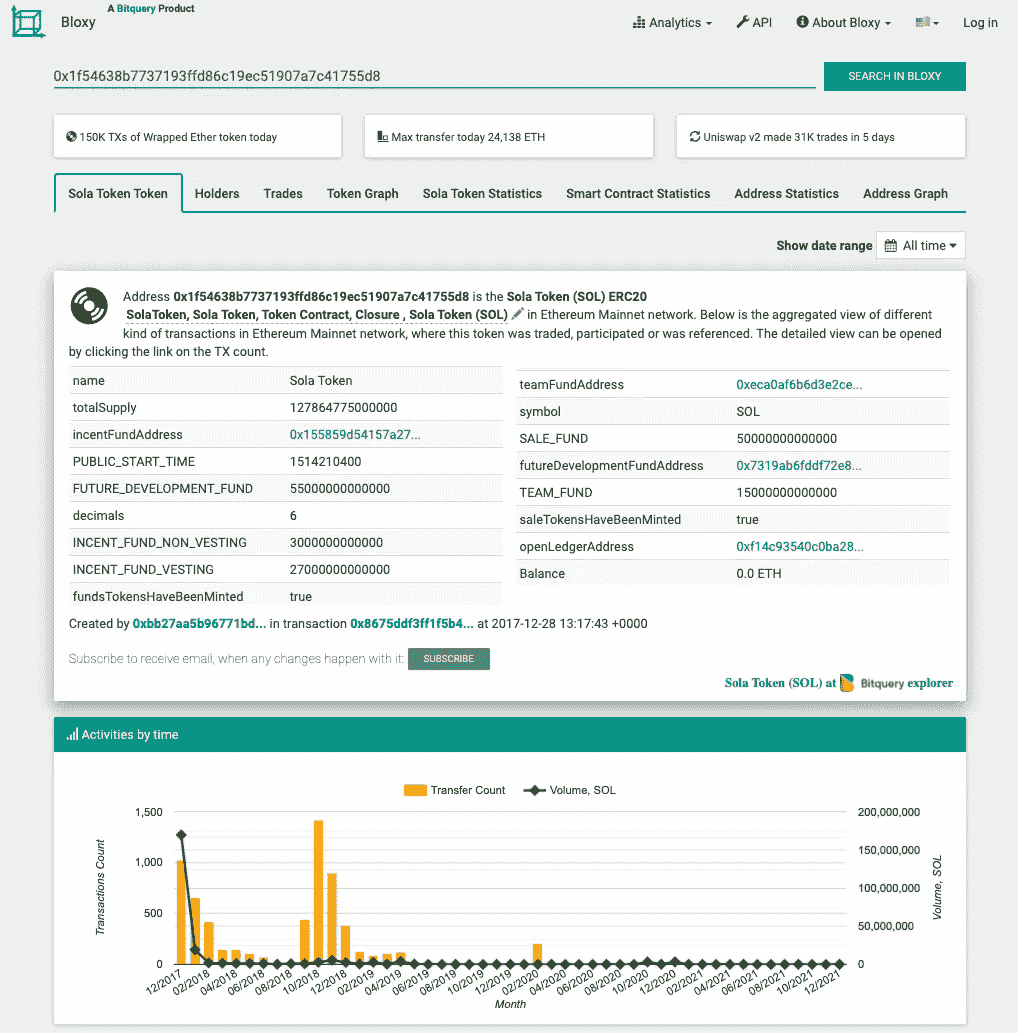 A Bitquery Product
Bloxy
Analytics
API
About Bloxy
Log in
0x1f54638b7737193ffd86c19ec51907a7c41755d8
SEARCH IN BLOXY
150K TXs of Wrapped Ether token today
Max transfer today 24,138 ETH
Uniswap v2 made 31K trades in 5 days
Sola Token Token
Holders
Trades
Token Graph
Sola Token Statistics
Smart Contract Statistics
Address Statistics
Address Graph
Show date range
All time
Address 0x1f54638b7737193ffd86c19ec51907a7c41755d8 is the Sola Token (SOL) ERC20
SolaToken, Sola Token, Token Contract, Closure , Sola Token (SOL) in Ethereum Mainnet network. Below is the aggregated view of different
kind of transactions in Ethereum Mainnet network, where this token was traded, participated or was referenced. The detailed view can be opened
by clicking the link on the TX count.
name Sola Token
totalSupply 127864775000000
incentFundAddress 0x155859d54157a27...
PUBLIC_START_TIME 1514210400
FUTURE_DEVELOPMENT_FUND 55000000000000
decimals 6
INCENT_FUND_NON_VESTING 3000000000000
INCENT_FUND_VESTING 27000000000000
fundsTokensHaveBeenMinted true
teamFundAddress 0xeca0af6b6d3e2ce...
symbol SOL
SALE_FUND 50000000000000
futureDevelopmentFundAddress 0x7319ab6fddf72e8...
TEAM_FUND 15000000000000
saleTokensHaveBeenMinted true
openLedgerAddress 0xf14c93540c0ba28...
Balance 0.0 ETH
Created by 0xbb27aa5b96771bd... in transaction 0x8675ddf3ff1f5b4... at 2017-12-28 13:17:43 +0000
Subscribe to receive email, when any changes happen with it:
SUBSCRIBE
Sola Token (SOL) at Bitquery explorer
Activities by time
Transfer Count
Volume, SOL
1,500
1,000
500
0
Transactions Count
200,000,000
150,000,000
100,000,000
50,000,000
0
Volume, SOL
12/2017
02/2018
04/2018
06/2018
08/2018
10/2018
12/2018
02/2019
04/2019
06/2019
08/2019
10/2019
12/2019
02/2020
04/2020
06/2020
08/2020
10/2020
12/2020
02/2021
04/2021
06/2021
08/2021
10/2021
12/2021
Month